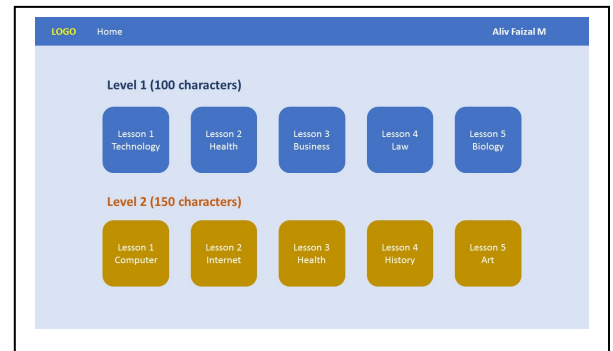 LOGO Home Aliv Faizal M
Level 1 (100 characters)
Lesson 1 Lesson 2 Lesson 3 Lesson 4 Lesson 5
Technology Health Business Law Biology
Level 2 (150 characters)
Lesson 1 Lesson 2 Lesson 3 Lesson 4 Lesson 5
Computer Internet Health History Art